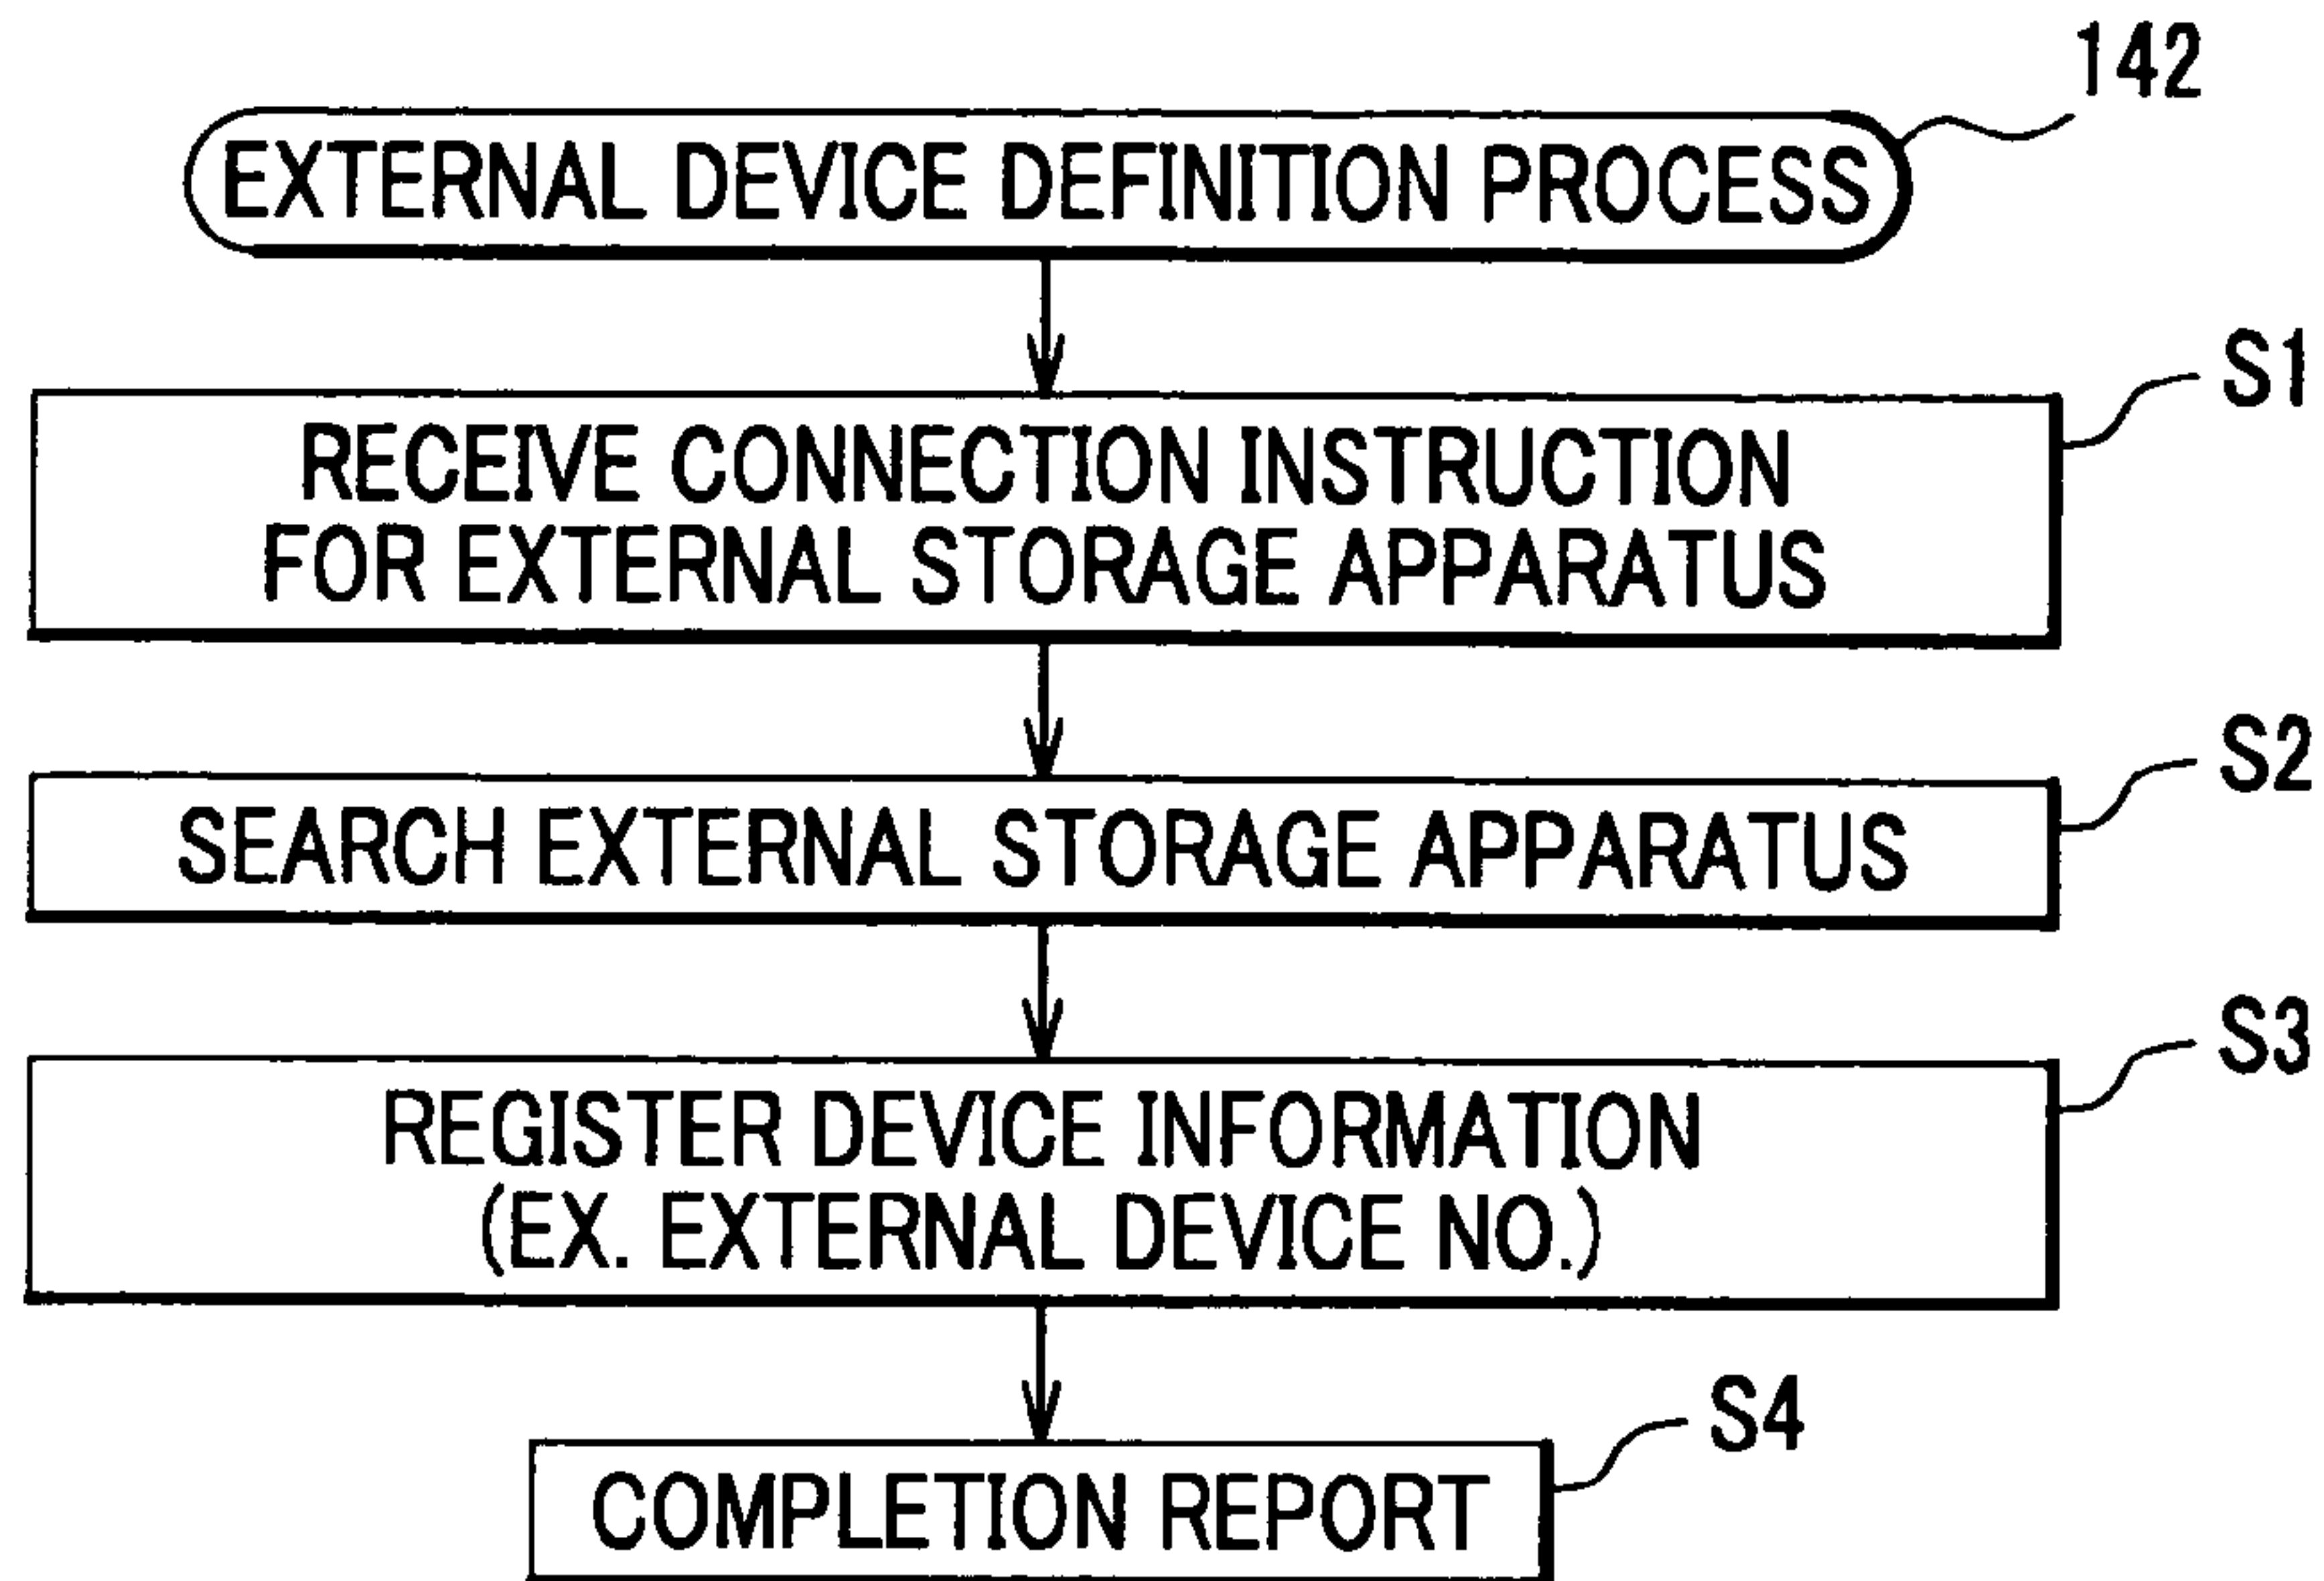 142
EXTERNAL DEVICE DEFINITION PROCESS
S1
RECEIVE CONNECTION INSTRUCTION
FOR EXTERNAL STORAGE APPARATUS
S2
SEARCH EXTERNAL STORAGE APPARATUS
S3
REGISTER DEVICE INFORMATION
(EX. EXTERNAL DEVICE NO.)
S4
COMPLETION REPORT